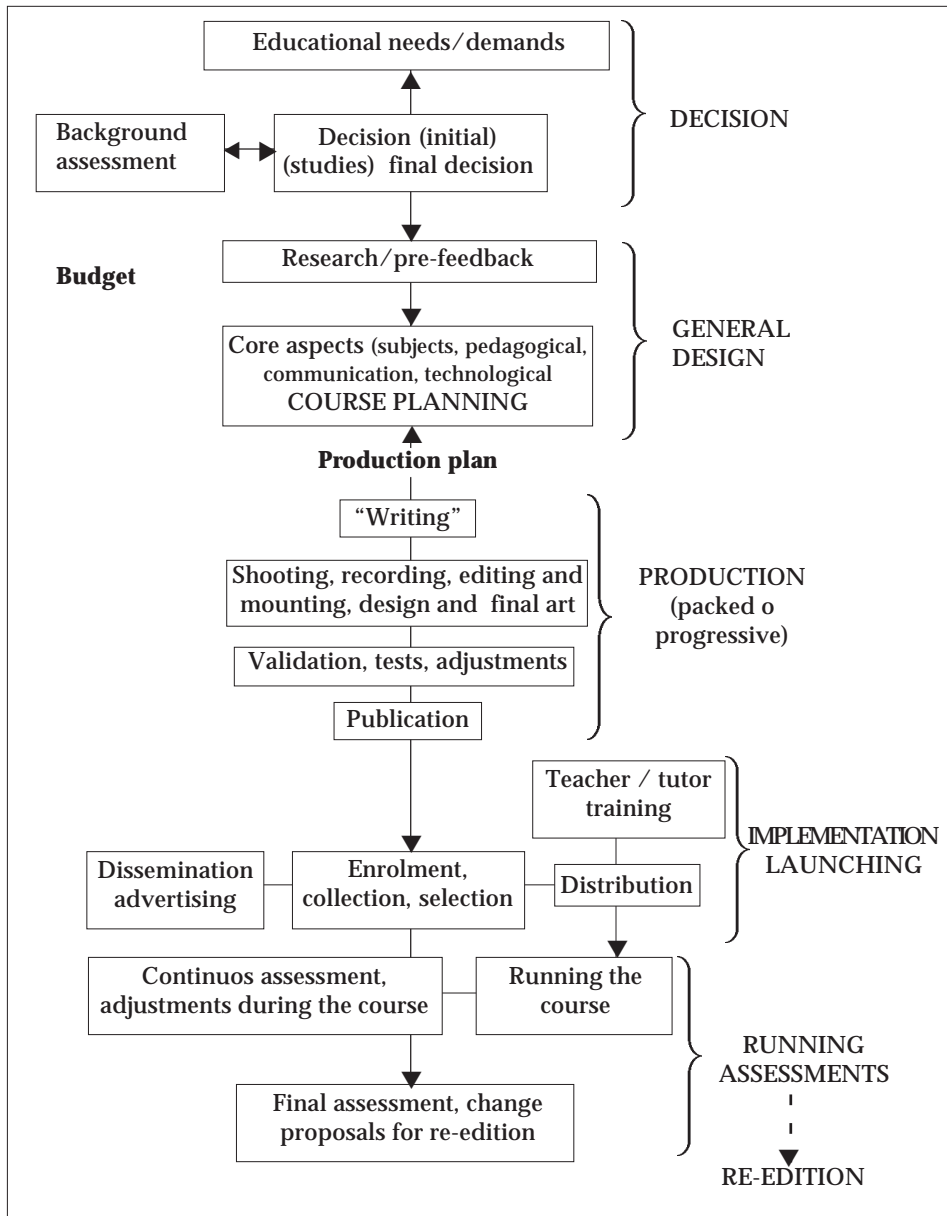 Educational needs/demands
DECISION
Background
assessment
Decision (initial)
(studies) final decision
Research/pre-feedback
Budget
GENERAL
DESIGN
Core aspects (subjects, pedagogical,
communication, technological
COURSE PLANNING
Production plan
“Writing”
Shooting, recording, editing and
mounting, design and final art
PRODUCTION
(packed o
progressive)
Validation, tests, adjustments
Publication
Teacher / tutor
training
IMPLEMENTATION
LAUNCHING
Dissemination
advertising
Enrolment,
collection, selection
Distribution
Continuos assessment,
adjustments during the course
Running the
course
RUNNING
ASSESSMENTS
Final assessment, change
proposals for re-edition
RE-EDITION